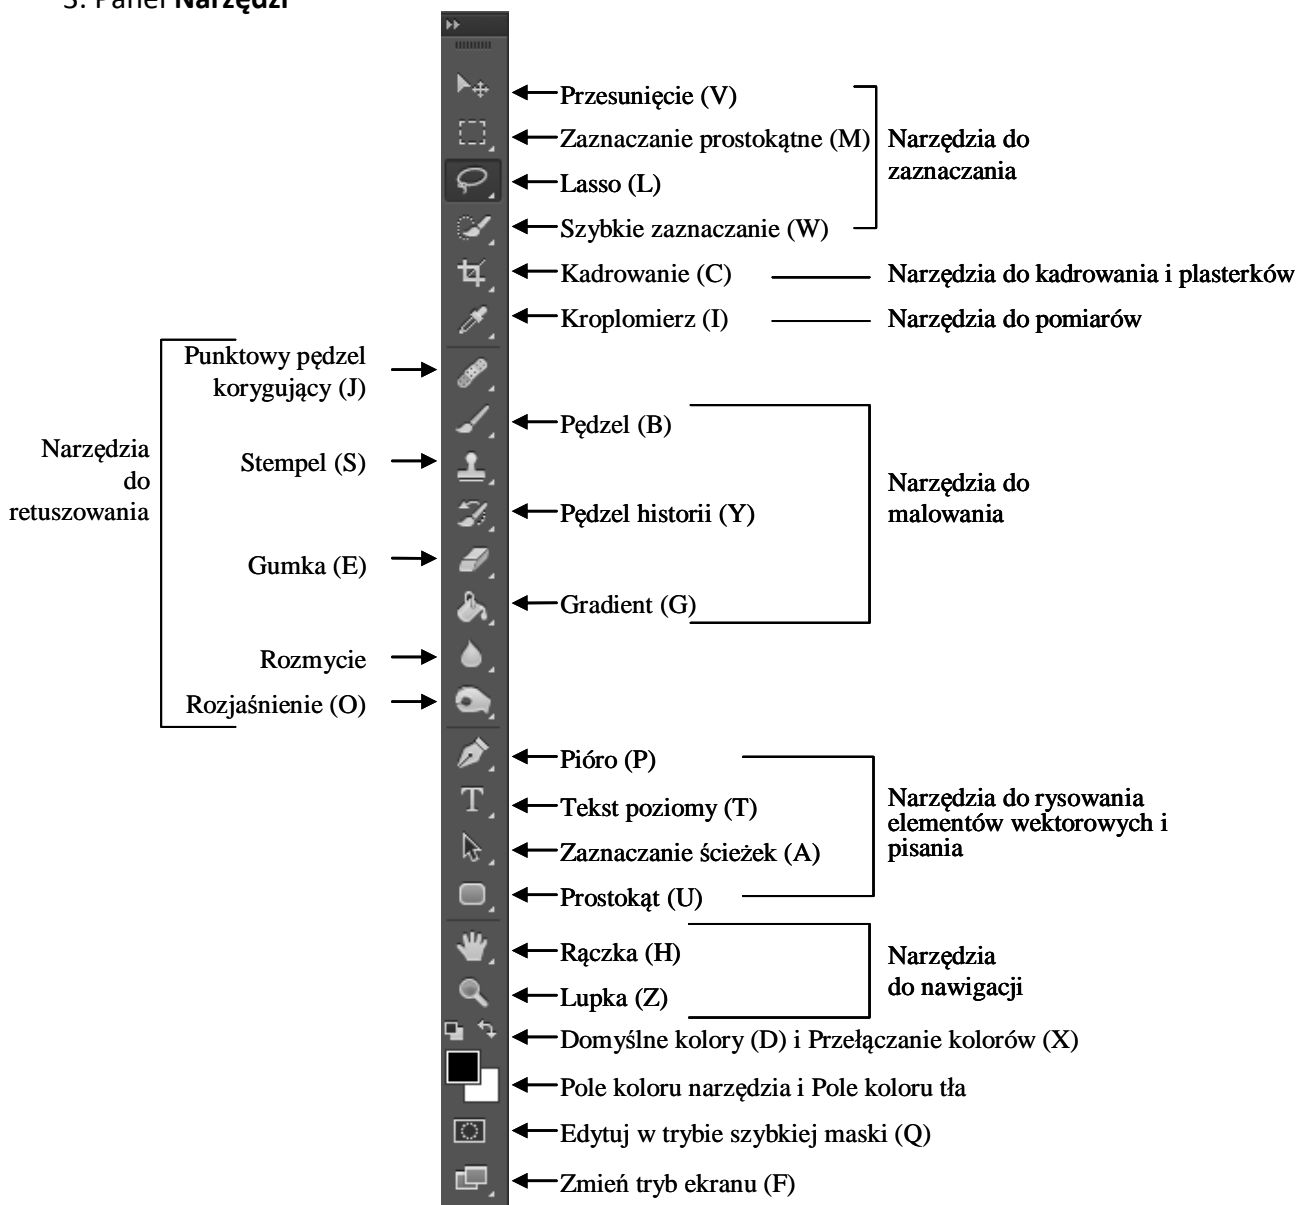 3. Panel Narzędzi
Przesunięcie (V)
Zaznaczanie prostokątne (M)
Lasso (L)
Szybkie zaznaczanie (W)
Narzędzia do
zaznaczania
Kadrowanie (C)
Narzędzia do kadrowania i plasterków
Kroplomierz (I)
Narzędzia do pomiarów
Narzędzia
do
retuszowania
Punktowy pędzel
korygujący (J)
Stempel (S)
Gumka (E)
Rozmycie
Rozjaśnienie (O)
Pędzel (B)
Pędzel historii (Y)
Gradient (G)
Narzędzia do
malowania
Pióro (P)
Tekst poziomy (T)
Zaznaczanie ścieżek (A)
Prostokąt (U)
Narzędzia do rysowania
elementów wektorowych i
pisania
Rączka (H)
Lupka (Z)
Narzędzia
do nawigacji
Domyślne kolory (D) i Przełączanie kolorów (X)
Pole koloru narzędzia i Pole koloru tła
Edytuj w trybie szybkiej maski (Q)
Zmień tryb ekranu (F)